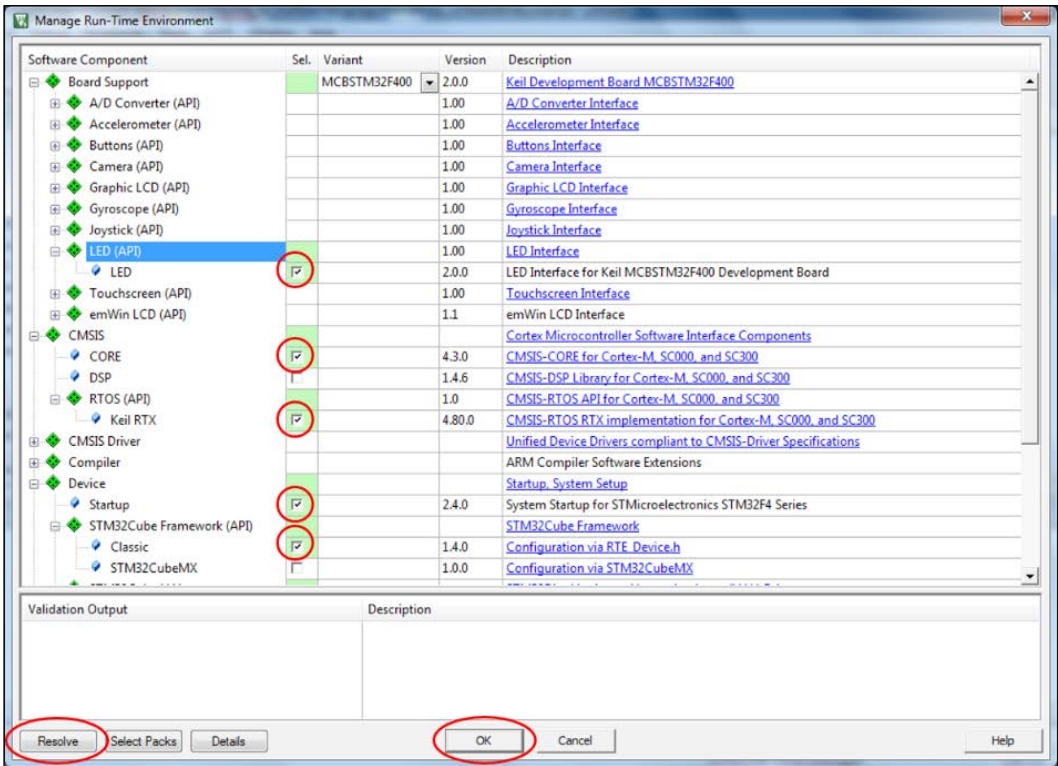 Manage Run-Time Environment
Software Component Sel. Variant Version Description
Board Support MCBSTM32F400 2.0.0 Keil Development Board MCBSTM32F400
A/D Converter (API) 1.00 A/D Converter Interface
Accelerometer (API) 1.00 Accelerometer Interface
Buttons (API) 1.00 Buttons Interface
Camera (API) 1.00 Camera Interface
Graphic LCD (API) 1.00 Graphic LCD Interface
Gyroscope (API) 1.00 Gyroscope Interface
Joystick (API) 1.00 Joystick Interface
LED (API) 1.00 LED Interface
LED 2.0.0 LED Interface for Keil MCBSTM32F400 Development Board
Touchscreen (API) 1.00 Touchscreen Interface
emWin LCD (API) 1.1 emWin LCD Interface
CMSIS Cortex Microcontroller Software Interface Components
CORE 4.3.0 CMSIS-CORE for Cortex-M, SC000, and SC300
DSP 1.4.6 CMSIS-DSP Library for Cortex-M, SC000, and SC300
RTOS (API) 1.0 CMSIS-RTOS API for Cortex-M, SC000, and SC300
Keil RTX 4.80.0 CMSIS-RTOS RTX implementation for Cortex-M, SC000, and SC300
CMSIS Driver Unified Device Drivers compliant to CMSIS-Driver Specifications
Compiler ARM Compiler Software Extensions
Device Startup, System Setup
Startup 2.4.0 System Startup for STMicroelectronics STM32F4 Series
STM32Cube Framework (API) STM32Cube Framework
Classic 1.4.0 Configuration via RTE_Device.h
STM32CubeMX 1.0.0 Configuration via STM32CubeMX
Validation Output Description
Resolve Select Packs Details OK Cancel Help